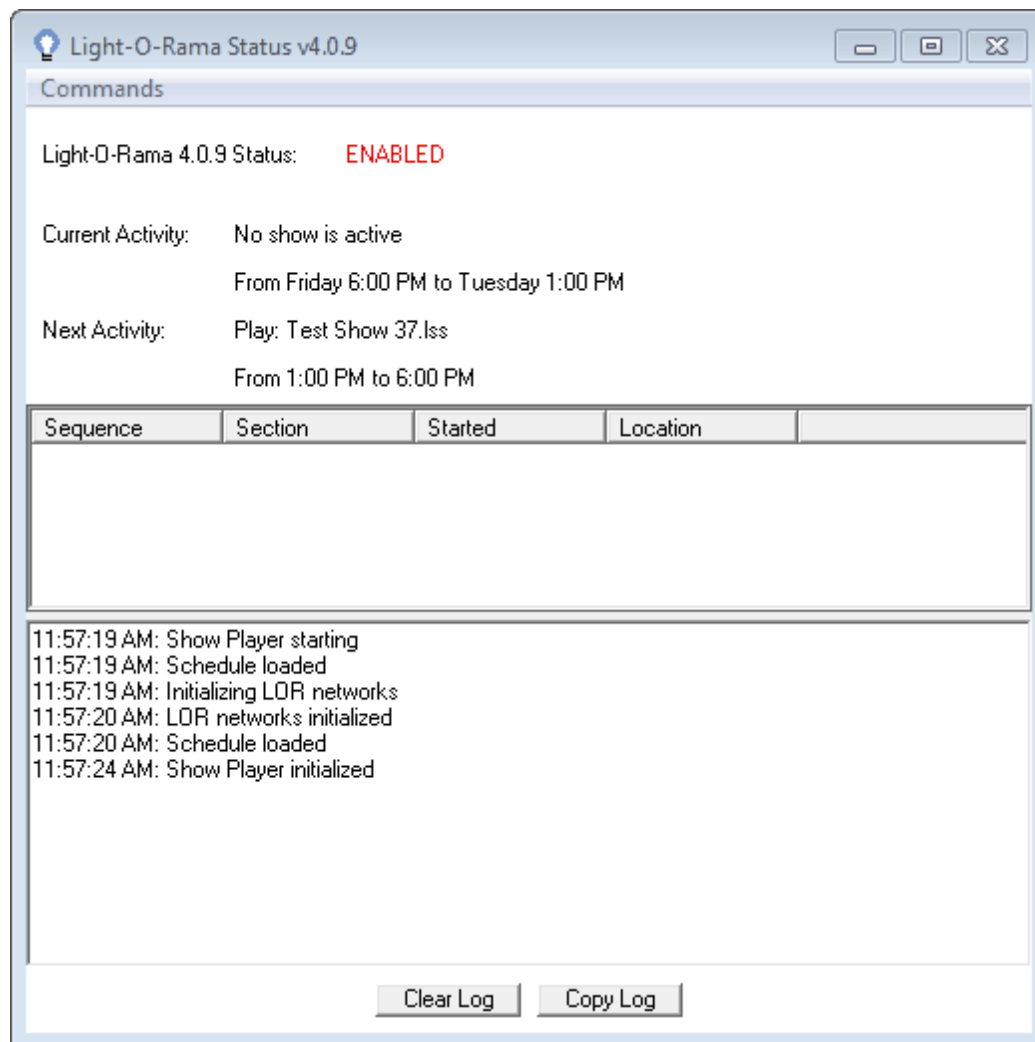 Light-O-Rama Status v4.0.9
Commands
Light-O-Rama 4.0.9 Status: ENABLED
Current Activity: No show is active
From Friday 6:00 PM to Tuesday 1:00 PM
Next Activity: Play: Test Show 37.lss
From 1:00 PM to 6:00 PM
Sequence Section Started Location
11:57:19 AM: Show Player starting
11:57:19 AM: Schedule loaded
11:57:19 AM: Initializing LOR networks
11:57:20 AM: LOR networks initialized
11:57:20 AM: Schedule loaded
11:57:24 AM: Show Player initialized
Clear Log Copy Log